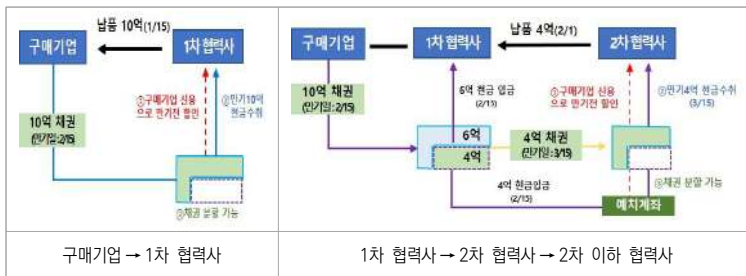 구매기업
납품 10억(1/15)
1차 협력사
10억 채권
(만기일:2/15)
①구매기업 신용
으로 만기전 할인
②만기10억
현금수취
③채권 분할 가능
구매기업 → 1차 협력사
구매기업
1차 협력사
납품 4억(2/1)
2차 협력사
10억 채권
(만기일:2/15)
6억 현금 입금
(2/15)
①구매기업 신용
으로 만기전 할인
②만기4억 현금수취
(3/15)
6억
4억
4억 채권
(만기일:3/15)
4억 현금입금
(2/15)
③채권 분할 가능
예치계좌
1차 협력사 → 2차 협력사 → 2차 이하 협력사